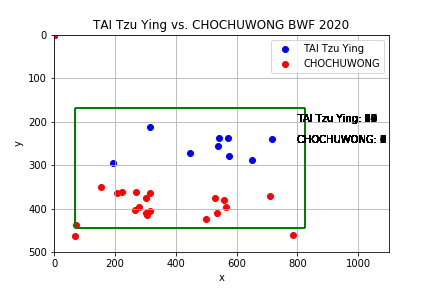 TAI Tzu Ying vs. CHOCHUWONG BWF 2020
TAI Tzu Ying
CHOCHUWONG
0
100
200
300
400
500
y
TAI Tzu Ying:
CHOCHUWONG:
0
200
400
600
800
1000
x